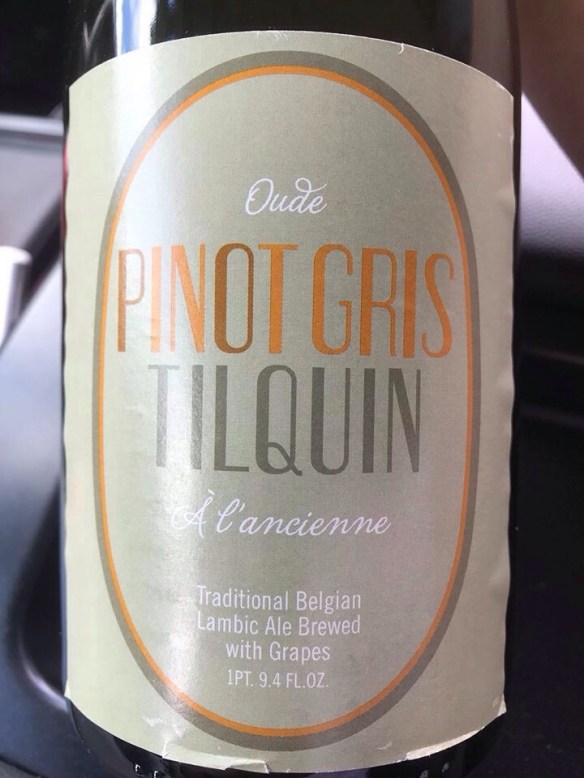 Oude
PINOT GRIS
TILQUIN
À l'ancienne
Traditional Belgian
Lambic Ale Brewed
with Grapes
1PT. 9.4 FL.OZ.